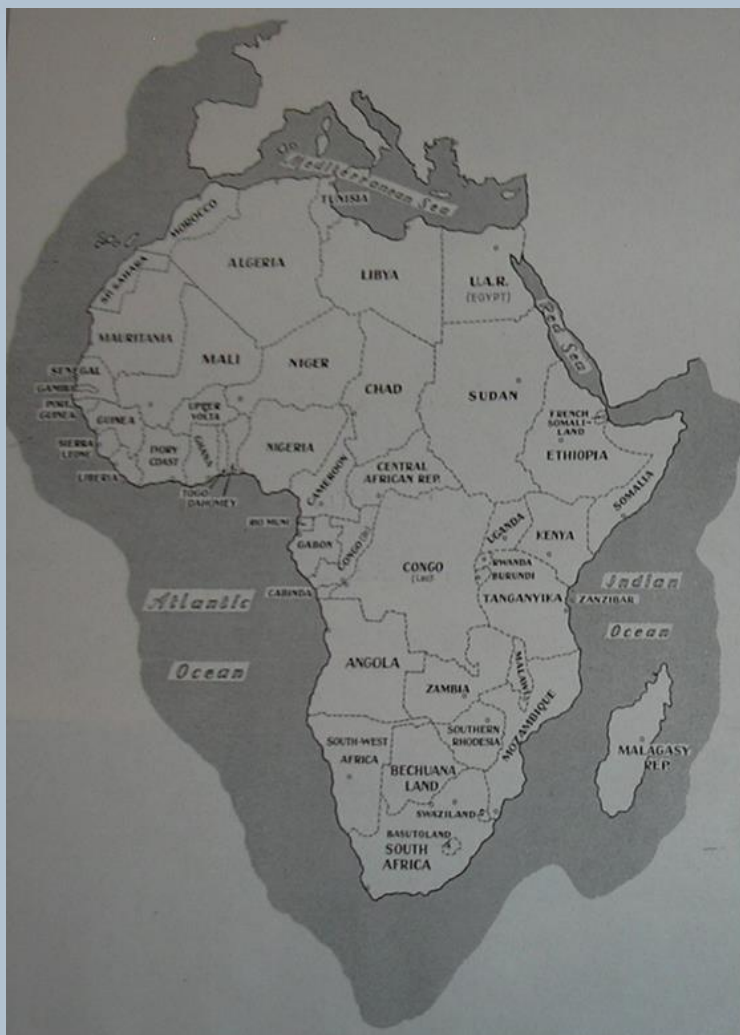 Mediterranean Sea
MOROCCO
TUNISIA
ALGERIA
LIBYA
U.A.R.
(EGYPT)
Red Sea
SP. SAHARA
MAURITANIA
MALI
NIGER
CHAD
SUDAN
SENEGAL
GAMBIA
PORT.
GUINEA
GUINEA
UPPER
VOLTA
FRENCH
SOMALI-
LAND
ETHIOPIA
SIERRA
LEONE
IVORY
COAST
GHANA
NIGERIA
LIBERIA
TOGO
DAHOMEY
CAMEROON
CENTRAL
AFRICAN REP.
SOMALIA
RIO MUNI
GABON
CONGO
CONGO
UGANDA
KENYA
RWANDA
BURUNDI
CABINDA
TANGANYIKA
ZANZIBAR
Indian
Ocean
Atlantic
Ocean
ANGOLA
ZAMBIA
MALAWI
MOZAMBIQUE
SOUTHERN
RHODESIA
SOUTH-WEST
AFRICA
BECHUANA
LAND
MALAGASY
REP.
SWAZILAND
BASUTOLAND
SOUTH
AFRICA